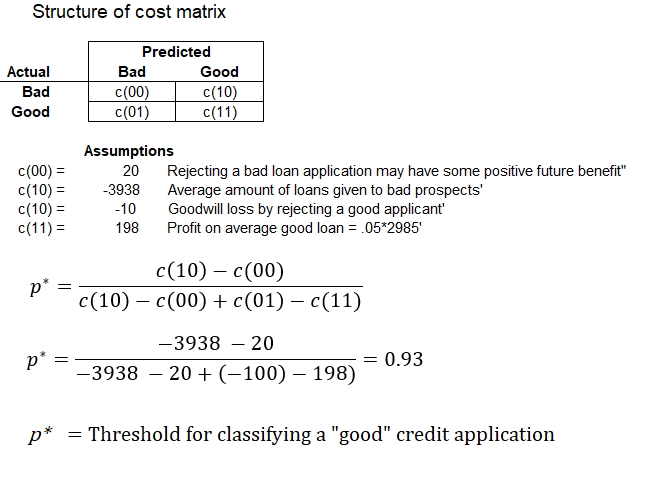 Structure of cost matrix
Predicted
Actual Bad Good
Bad c(00) c(10)
Good c(01) c(11)
Assumptions
c(00) = 20 Rejecting a bad loan application may have some positive future benefit"
c(10) = -3938 Average amount of loans given to bad prospects'
c(10) = -10 Goodwill loss by rejecting a good applicant'
c(11) = 198 Profit on average good loan = .05*2985'
p* = c(10) − c(00) / c(10) − c(00) + c(01) − c(11)
p* = −3938 − 20 / −3938 − 20 + (−100) − 198) = 0.93
p* = Threshold for classifying a "good" credit application